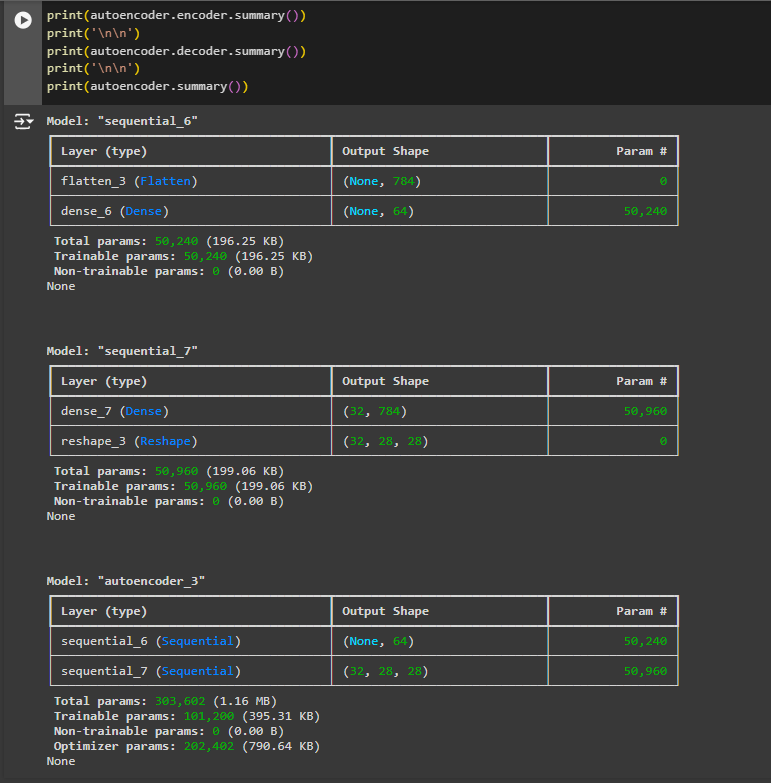 print(autoencoder.encoder.summary())
print('\n\n')
print(autoencoder.decoder.summary())
print('\n\n')
print(autoencoder.summary())
Model: "sequential_6"
Layer (type) Output Shape Param #
flatten_3 (Flatten) (None, 784) 0
dense_6 (Dense) (None, 64) 50,240
Total params: 50,240 (196.25 KB)
Trainable params: 50,240 (196.25 KB)
Non-trainable params: 0 (0.00 B)
None
Model: "sequential_7"
Layer (type) Output Shape Param #
dense_7 (Dense) (32, 784) 50,960
reshape_3 (Reshape) (32, 28, 28) 0
Total params: 50,960 (199.06 KB)
Trainable params: 50,960 (199.06 KB)
Non-trainable params: 0 (0.00 B)
None
Model: "autoencoder_3"
Layer (type) Output Shape Param #
sequential_6 (Sequential) (None, 64) 50,240
sequential_7 (Sequential) (32, 28, 28) 50,960
Total params: 303,602 (1.16 MB)
Trainable params: 101,200 (395.31 KB)
Non-trainable params: 0 (0.00 B)
Optimizer params: 202,402 (790.64 KB)
None